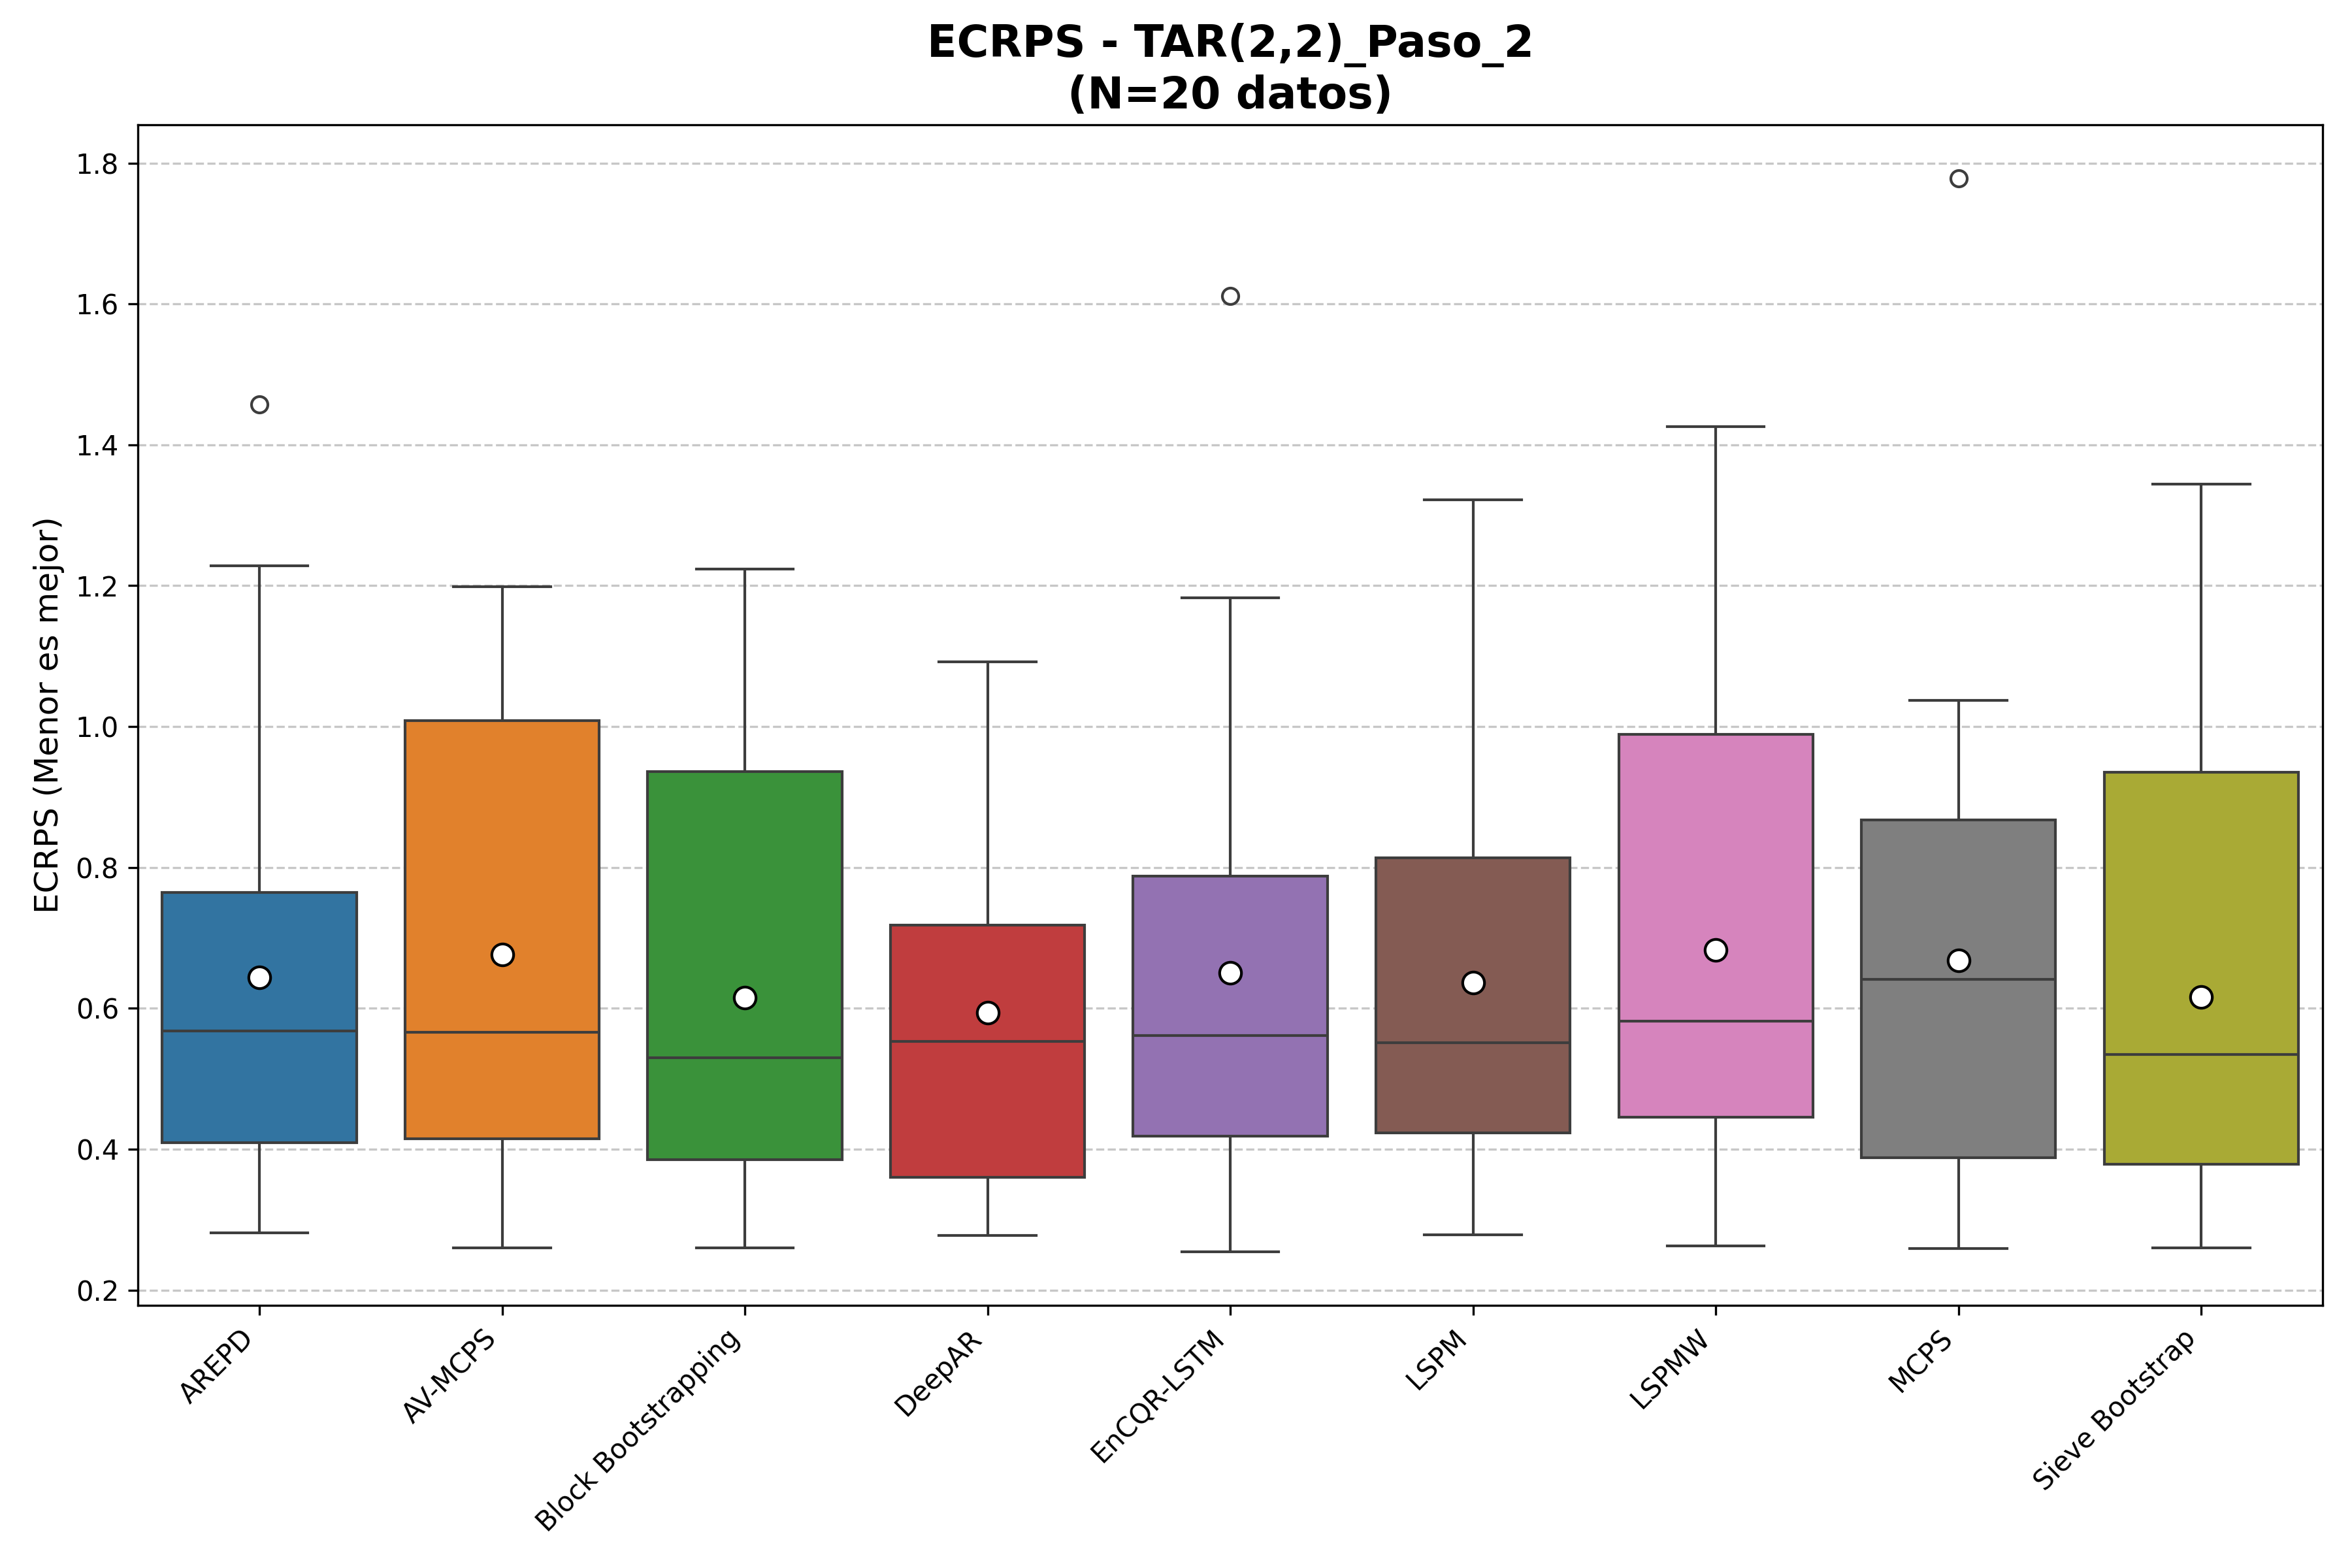 ECRPS - TAR(2,2)_Paso_2
(N=20 datos)
ECRPS (Menor es mejor)
1.8
1.6
1.4
1.2
1.0
0.8
0.6
0.4
0.2
AREPD
AV-MCPS
Block Bootstrapping
DeepAR
EnCQR-LSTM
LSPM
LSPMW
MCPS
Sieve Bootstrap